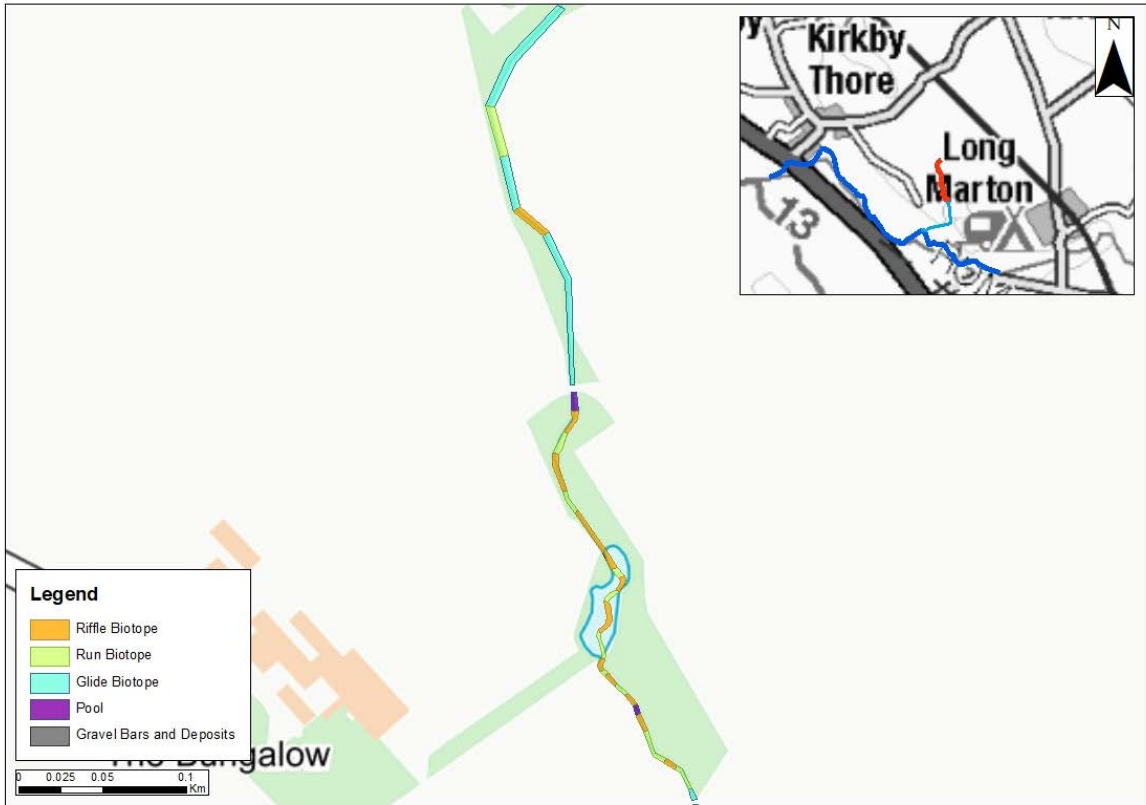 Kirkby
Thore
N
Long
Marton
13
Legend
Riffle Biotope
Run Biotope
Glide Biotope
Pool
Gravel Bars and Deposits
Bungalow
0 0.025 0.05 0.1
Km